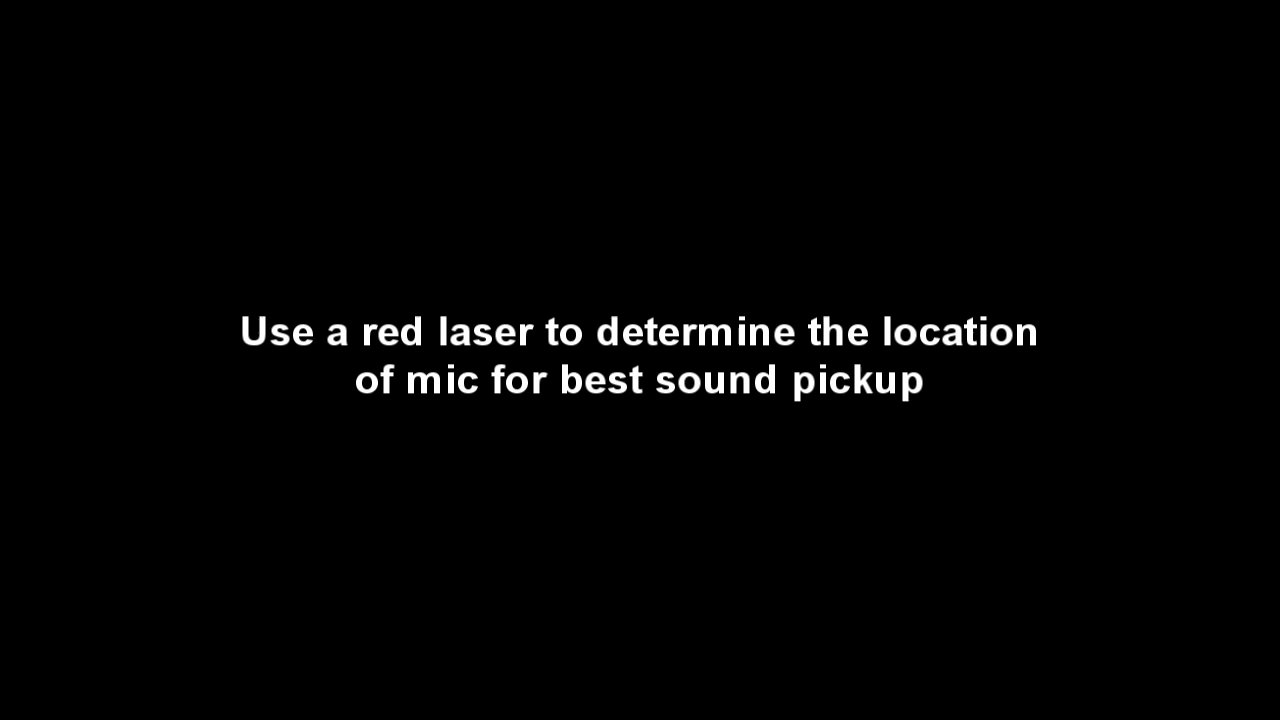 Use a red laser to determine the location
of mic for best sound pickup